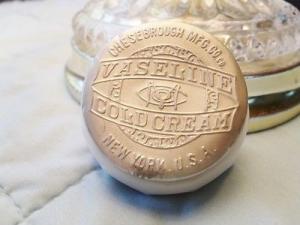 CHESEBROUGH MFG. CO.
VASELINE
COLD CREAM
NEW YORK, U.S.A.